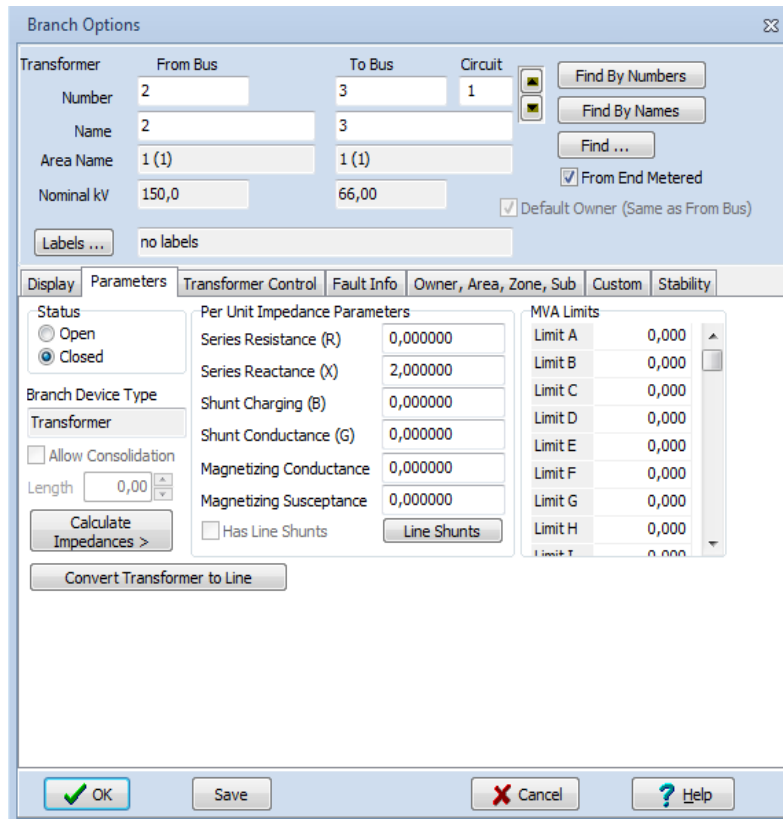 Branch Options
Transformer From Bus To Bus Circuit
Number 2 3 1 Find By Numbers
Name 2 3 Find By Names
Area Name 1 (1) 1 (1) Find ...
From End Metered
Nominal kV 150,0 66,00
Default Owner (Same as From Bus)
Labels ... no labels
Display Parameters Transformer Control Fault Info Owner, Area, Zone, Sub Custom Stability
Status Per Unit Impedance Parameters MVA Limits
Open Series Resistance (R) 0,000000 Limit A 0,000
Closed Series Reactance (X) 2,000000 Limit B 0,000
Shunt Charging (B) 0,000000 Limit C 0,000
Branch Device Type Shunt Conductance (G) 0,000000 Limit D 0,000
Transformer Limit E 0,000
Allow Consolidation Magnetizing Conductance 0,000000 Limit F 0,000
Length 0,00 Magnetizing Susceptance 0,000000 Limit G 0,000
Calculate Impedances > Has Line Shunts Line Shunts Limit H 0,000
Limit I 0,000
Convert Transformer to Line
OK Save Cancel Help